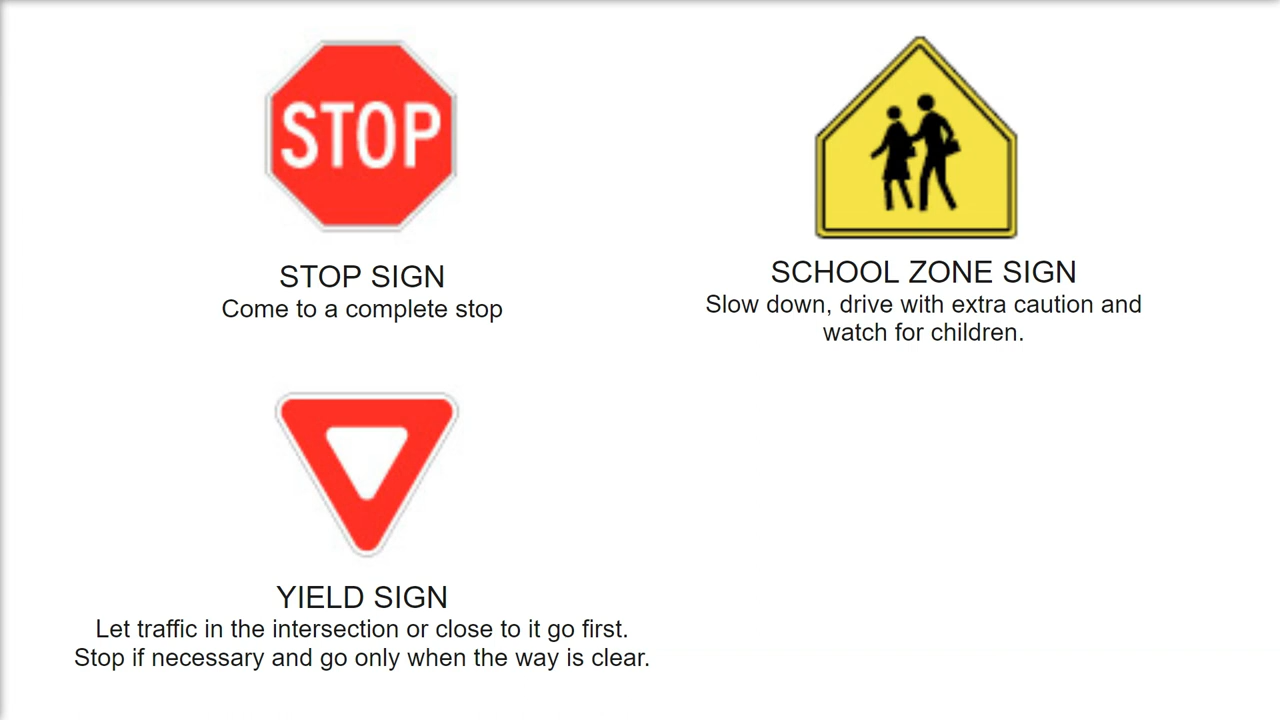 STOP
STOP SIGN
Come to a complete stop
SCHOOL ZONE SIGN
Slow down, drive with extra caution and
watch for children.
YIELD SIGN
Let traffic in the intersection or close to it go first.
Stop if necessary and go only when the way is clear.